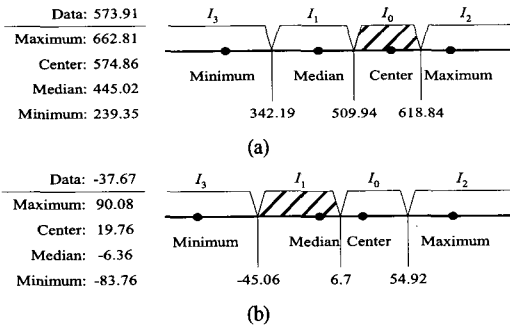 Data: 573.91
Maximum: 662.81
Center: 574.86
Median: 445.02
Minimum: 239.35
I3 I1 I0 I2
Minimum Median Center Maximum
342.19 509.94 618.84
(a)
Data: -37.67
Maximum: 90.08
Center: 19.76
Median: -6.36
Minimum: -83.76
I3 I1 I0 I2
Minimum Median Center Maximum
-45.06 6.7 54.92
(b)